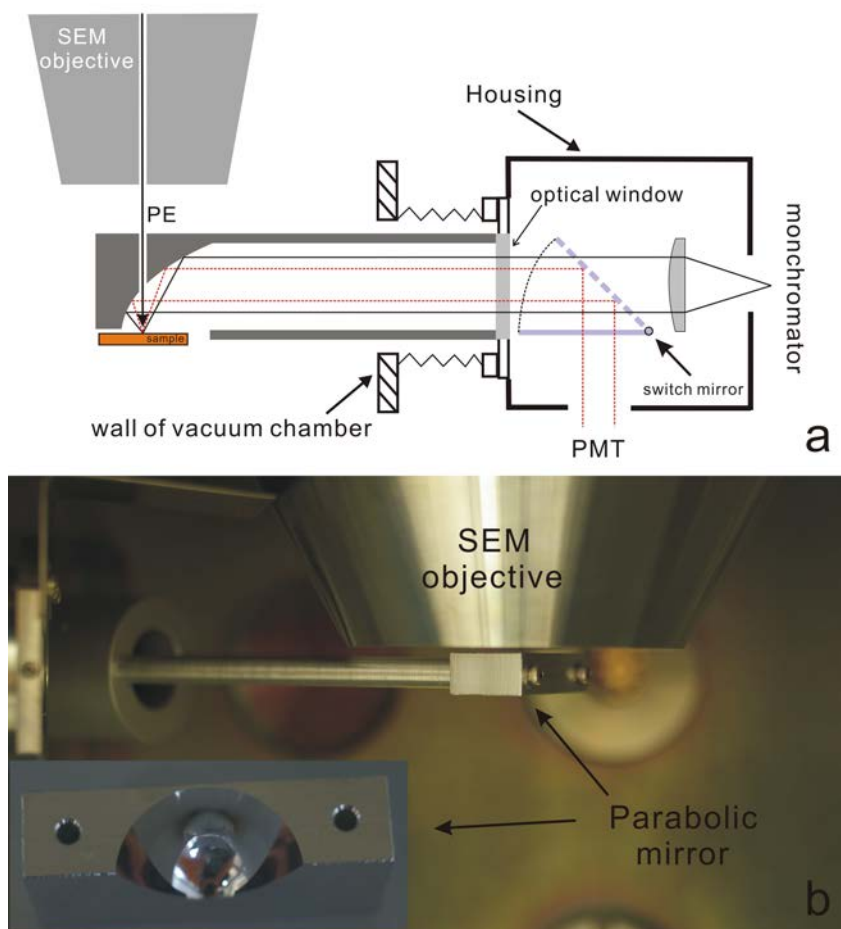 SEM
objective
Housing
optical window
PE
monchromator
sample
switch mirror
wall of vacuum chamber
PMT
a
SEM
objective
Parabolic
mirror
b